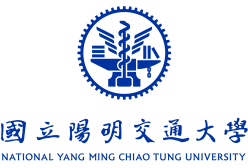 國立陽明交通大學
NATIONAL YANG MING CHIAO TUNG UNIVERSITY